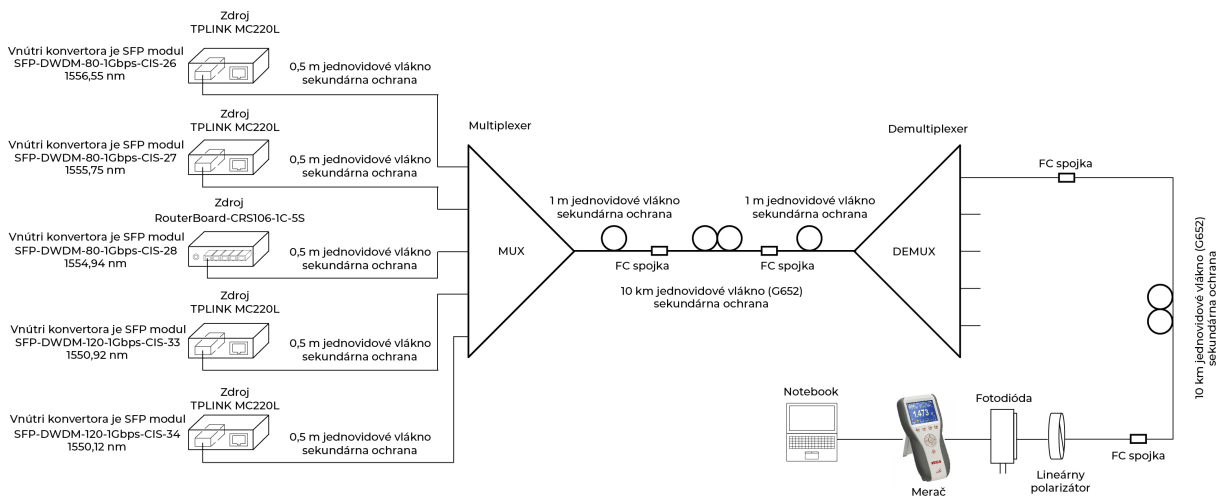 Zdroj
TPLINK MC220L
Vnútri konvertora je SFP modul
SFP-DWDM-80-1Gbps-CIS-26
1556,55 nm
0,5 m jednovidové vlákno
sekundárna ochrana
Zdroj
TPLINK MC220L
Vnútri konvertora je SFP modul
SFP-DWDM-80-1Gbps-CIS-27
1555,75 nm
0,5 m jednovidové vlákno
sekundárna ochrana
Zdroj
RouterBoard-CRS106-1C-5S
Vnútri konvertora je SFP modul
SFP-DWDM-80-1Gbps-CIS-28
1554,94 nm
0,5 m jednovidové vlákno
sekundárna ochrana
Zdroj
TPLINK MC220L
Vnútri konvertora je SFP modul
SFP-DWDM-120-1Gbps-CIS-33
1550,92 nm
0,5 m jednovidové vlákno
sekundárna ochrana
Zdroj
TPLINK MC220L
Vnútri konvertora je SFP modul
SFP-DWDM-120-1Gbps-CIS-34
1550,12 nm
0,5 m jednovidové vlákno
sekundárna ochrana
Multiplexer
MUX
1 m jednovidové vlákno
sekundárna ochrana
FC spojka
10 km jednovidové vlákno (G652)
sekundárna ochrana
FC spojka
1 m jednovidové vlákno
sekundárna ochrana
Demultiplexer
DEMUX
FC spojka
10 km jednovidové vlákno (G652)
sekundárna ochrana
FC spojka
Lineárny
polarizátor
Fotodióda
Merač
1.473
Notebook